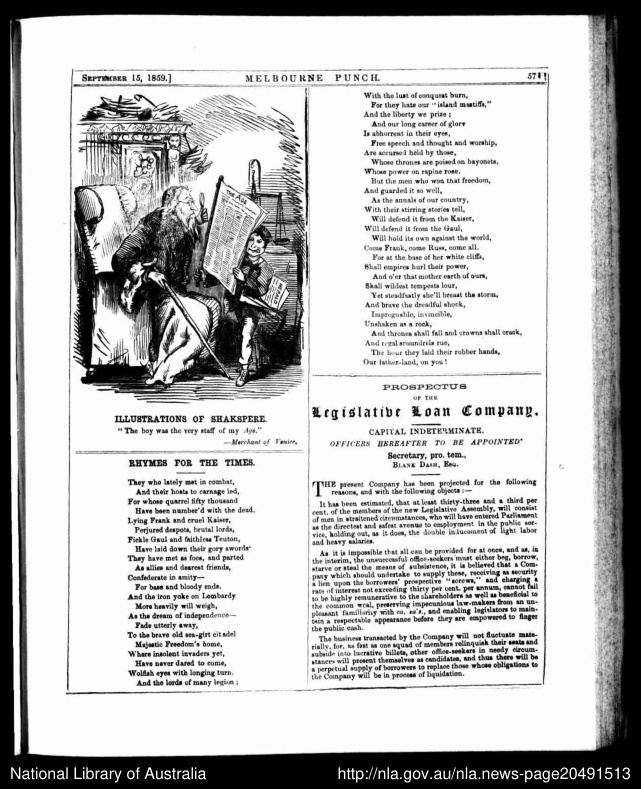 SEPTEMBER 15, 1859.]
MELBOURNE PUNCH.
57
THE AGE
ILLUSTRATIONS OF SHAKSPERE.
" The boy was the very staff of my Age."
—Merchant of Venice.
RHYMES FOR THE TIMES.
They who lately met in combat,
And their hosts to carnage led,
For whose quarrel fifty thousand
Have been number'd with the dead.
Lying Frank and cruel Kaiser,
Perjured despots, brutal lords,
Fickle Gaul and faithless Teuton,
Have laid down their gory swords·
They have met as foes, and parted
As allies and dearest friends,
Confederate in amity—
For base and bloody ends.
And the iron yoke on Lombardy
More heavily will weigh,
As the dream of independence—
Fade utterly away,
To the brave old sea-girt citadel
Majestic Freedom's home,
Where insolent invaders yet,
Have never dared to come,
Wolfish eyes with longing turn.
And the lords of many legion ;
With the lust of conquest burn,
For they hate our "island mastiffs,"
And the liberty we prize ;
And our long career of glory
Is abhorrent in their eyes,
Free speech and thought and worship,
Are accursed held by those,
Whose thrones are poised on bayonets,
Whose power on rapine rose.
But the men who won that freedom,
And guarded it so well,
As the annals of our country,
With their stirring stories tell,
Will defend it from the Kaiser,
Will defend it from the Gaul,
Will hold its own against the world,
Come Frank, come Russ, come all.
For at the base of her white cliffs,
Shall empires hurl their power,
And o'er that mother earth of ours,
Shall wildest tempests lour,
Yet steadfastly she'll breast the storm,
And brave the dreadful shock,
Impregnable, invincible,
Unshaken as a rock,
And thrones shall fall and crowns shall crack,
And regal scoundrels rue,
The hour they laid their robber hands,
Our father-land, on you !
PROSPECTUS
OF THE
Legislative Loan Company.
CAPITAL INDETERMINATE.
OFFICERS HEREAFTER TO BE APPOINTED·
Secretary, pro. tem.,
BLANK DASH, ESQ.
THE present Company has been projected for the following
reasons, and with the following objects :—
It has been estimated, that at least thirty-three and a third per
cent. of the members of the new Legislative Assembly, will consist
of men in straitened circumstances, who will have entered Parliament
as the directest and safest avenue to employment in the public ser-
vice, holding out, as it does, the double inducement of light labor
and heavy salaries.
As it is impossible that all can be provided for at once, and as, in
the interim, the unsuccessful office-seekers must either beg, borrow,
starve or steal the means of subsistence, it is believed that a Com-
pany which should undertake to supply these, receiving as security
a lien upon the borrowers' prospective "screws," and charging a
rate of interest not exceeding thirty per cent. per annum, cannot fail
to be highly remunerative to the shareholders as well as beneficial to
the common weal, preserving impecunious law-makers from an un-
pleasant familiarity with ca. sa's., and enabling legislators to main-
tain a respectable appearance before they are empowered to finger
the public cash.
The business transacted by the Company will not fluctuate mate-
rially, for, as fast as one squad of members relinquish their seats and
subside into lucrative billets, other office-seekers in needy circum-
stances will present themselves as candidates, and thus there will be
a perpetual supply of borrowers to replace those whose obligations to
the Company will be in process of liquidation.
National Library of Australia
http://nla.gov.au/nla.news-page20491513